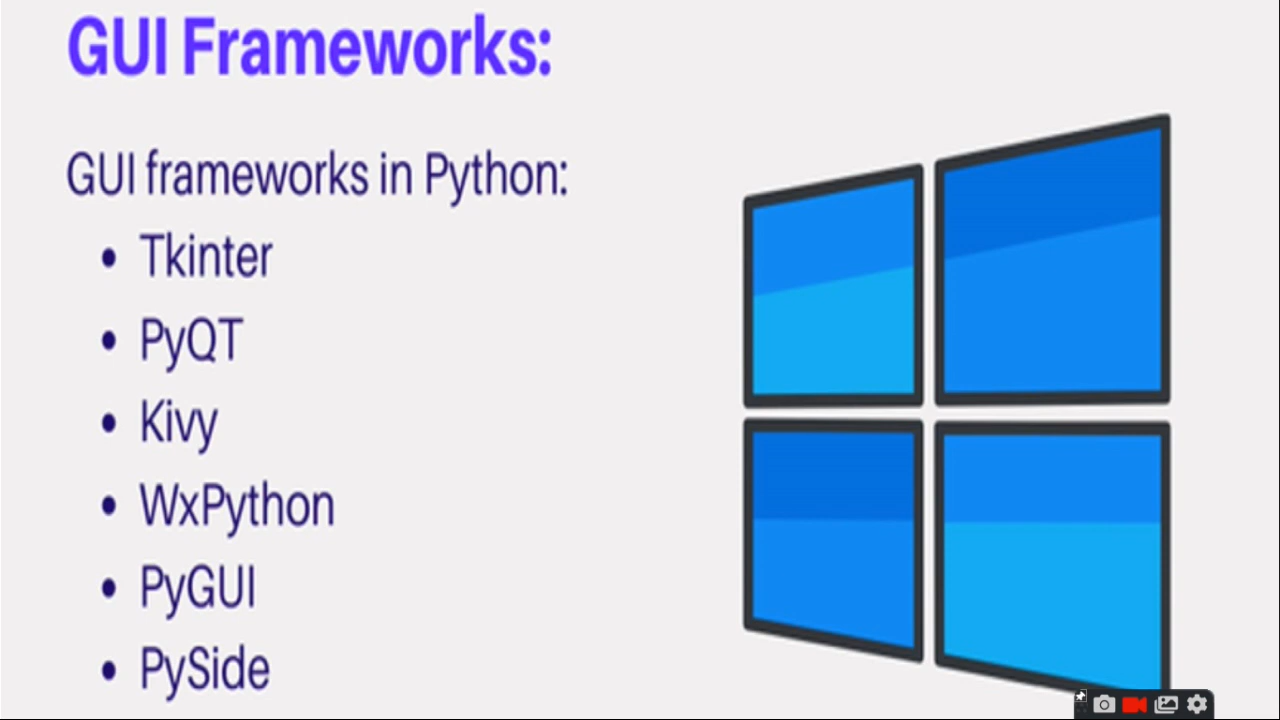 GUI Frameworks:
GUI frameworks in Python:
• Tkinter
• PyQT
• Kivy
• WxPython
• PyGUI
• PySide